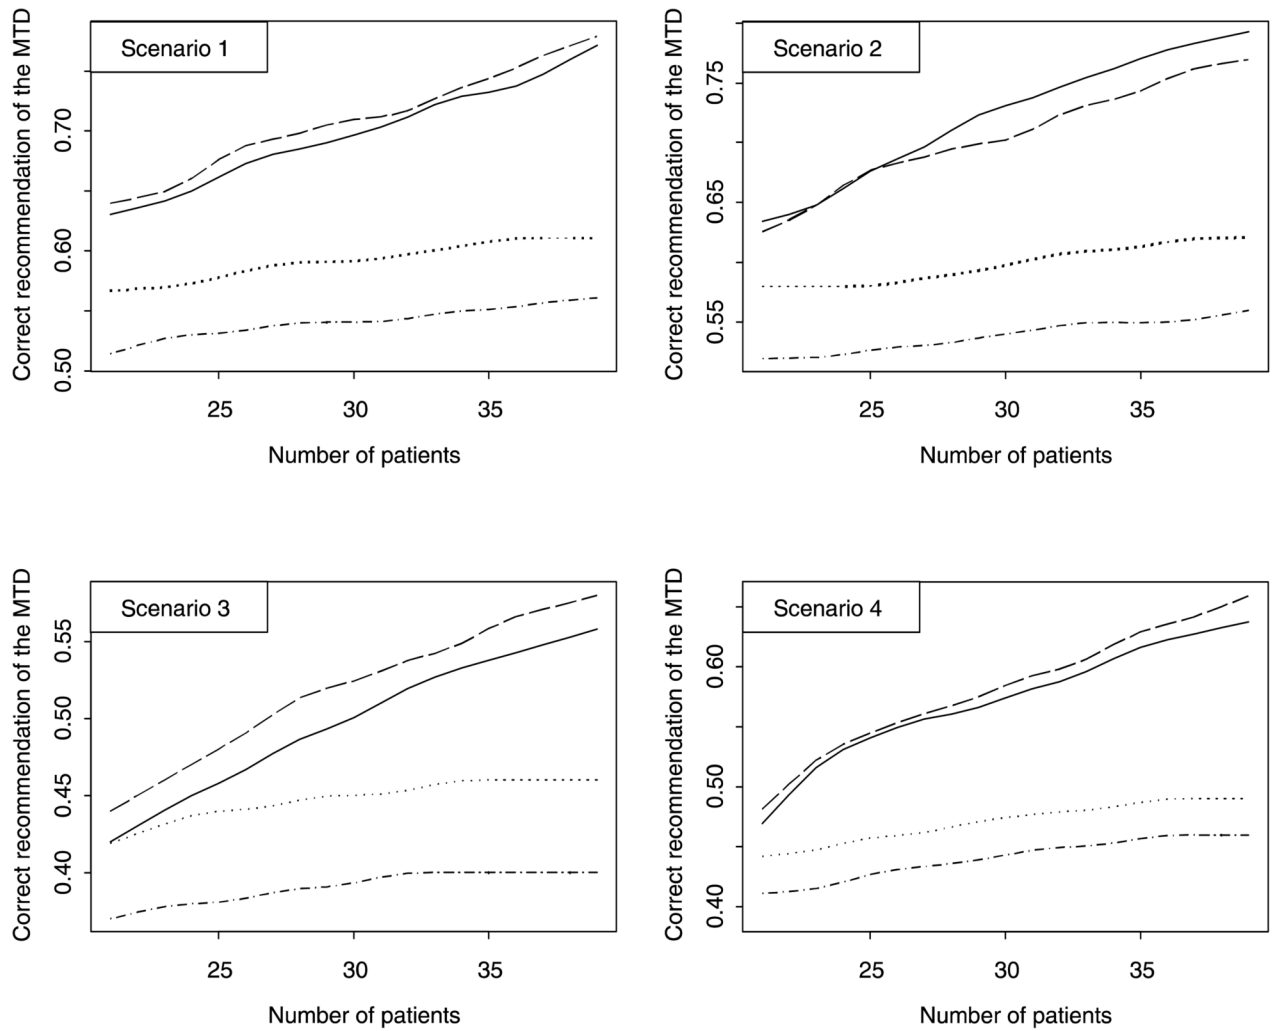 Scenario 1
Correct recommendation of the MTD
0.70
0.60
0.50
25 30 35
Number of patients
Scenario 2
Correct recommendation of the MTD
0.75
0.65
0.55
25 30 35
Number of patients
Scenario 3
Correct recommendation of the MTD
0.55
0.50
0.45
0.40
25 30 35
Number of patients
Scenario 4
Correct recommendation of the MTD
0.60
0.50
0.40
25 30 35
Number of patients